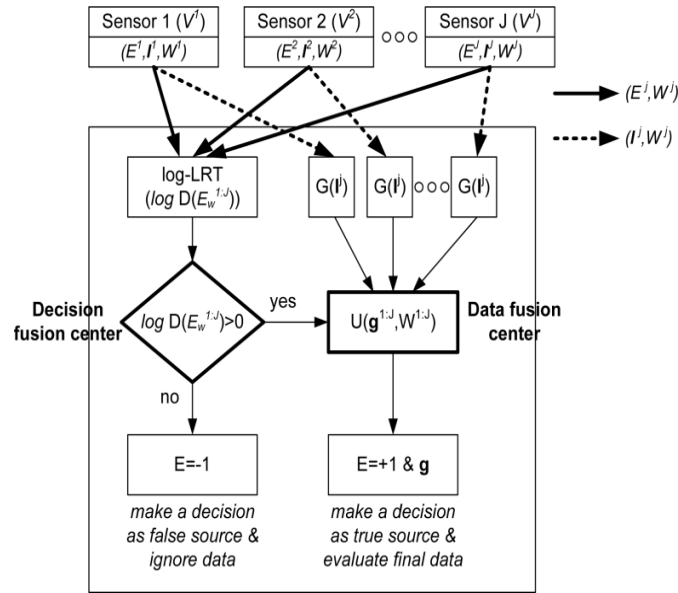 Sensor 1 (V¹) Sensor 2 (V²) Sensor J (Vᴶ)
(E¹,I¹,W¹) (E²,I²,W²) (Eᴶ,Iᴶ,Wᴶ)
(Eʲ,Wʲ)
(Iʲ,Wʲ)
log-LRT
(log D(E_w^{1:J}))
G(Iʲ) G(Iʲ) G(Iʲ)
Decision
fusion center
log D(E_w^{1:J})>0
yes
U(g^{1:J},W^{1:J})
Data fusion
center
no
E=-1
E=+1 & g
make a decision
as false source &
ignore data
make a decision
as true source &
evaluate final data